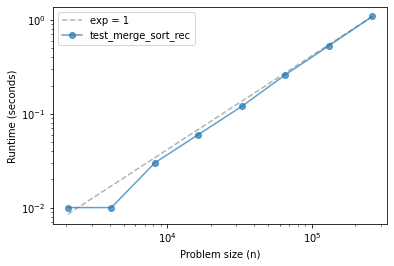 exp = 1
test_merge_sort_rec
10⁰
10⁻¹
10⁻²
Runtime (seconds)
10⁴
10⁵
Problem size (n)